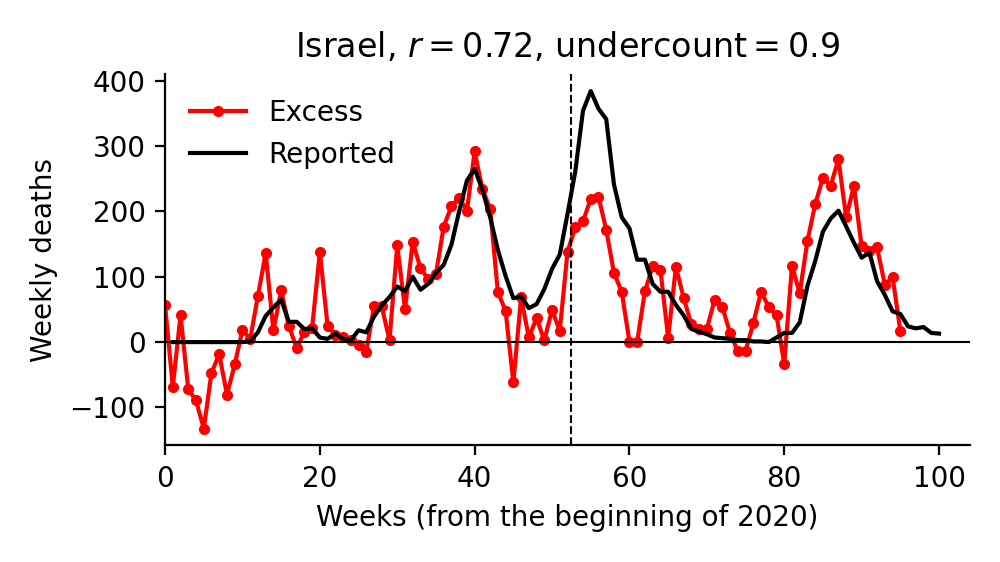 Israel, r = 0.72, undercount = 0.9
Excess
Reported
Weekly deaths
400
300
200
100
0
−100
0 20 40 60 80 100
Weeks (from the beginning of 2020)